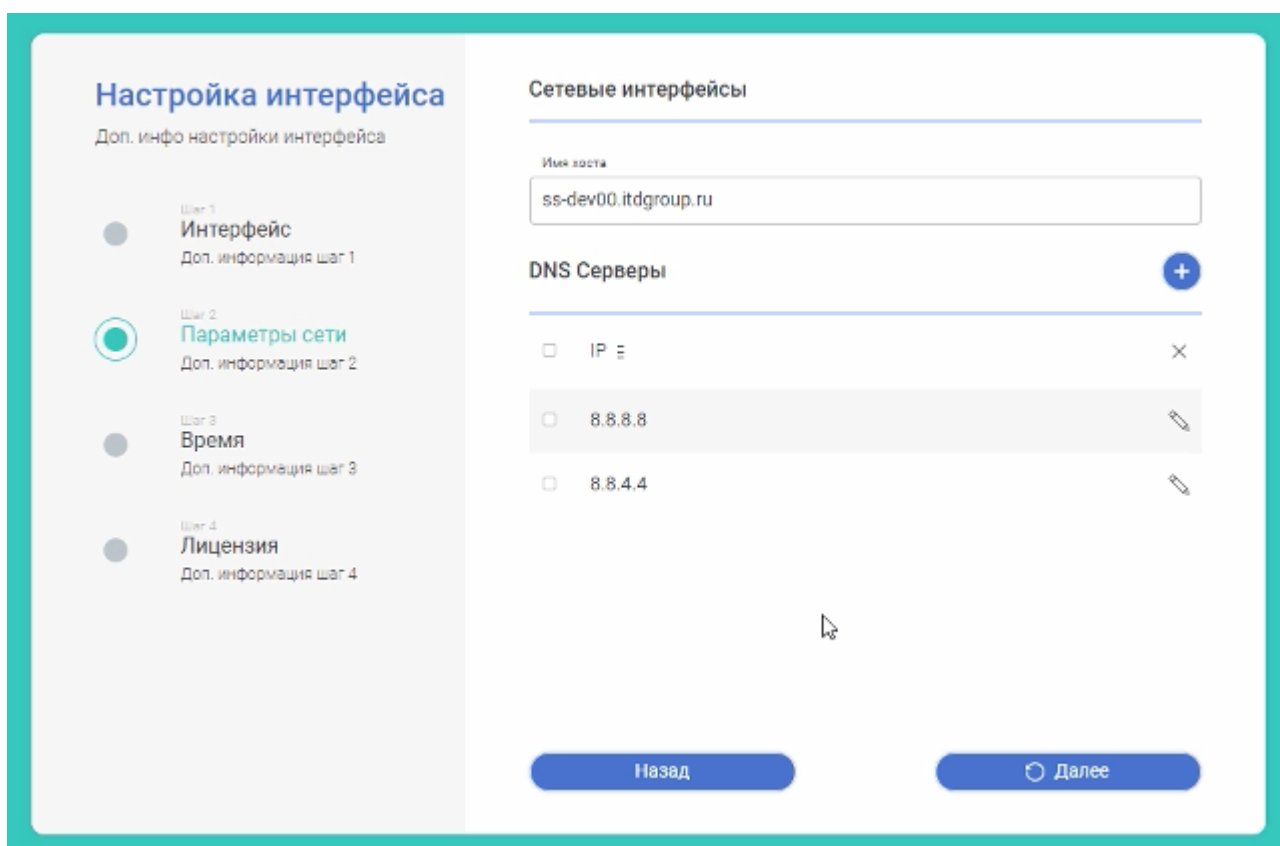 Настройка интерфейса
Доп. инфо настройки интерфейса
Шаг 1
Интерфейс
Доп. информация шаг 1
Шаг 2
Параметры сети
Доп. информация шаг 2
Шаг 3
Время
Доп. информация шаг 3
Шаг 4
Лицензия
Доп. информация шаг 4
Сетевые интерфейсы
Имя хоста
ss-dev00.itdgroup.ru
DNS Серверы
IP
8.8.8.8
8.8.4.4
Назад
Далее